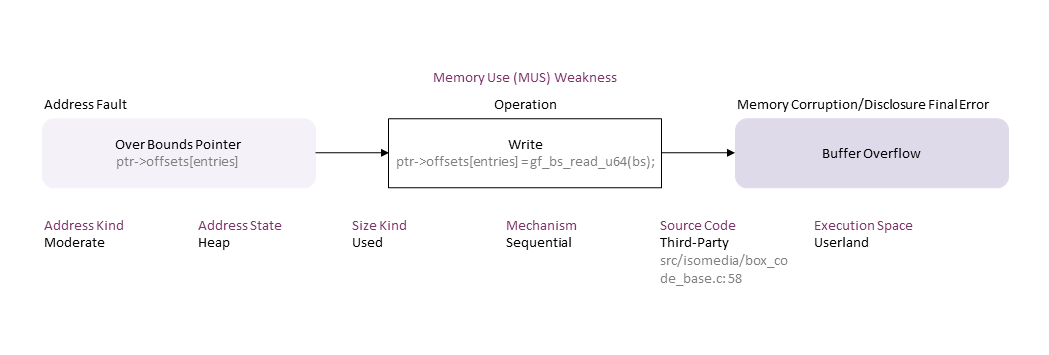 Memory Use (MUS) Weakness
Address Fault
Operation
Memory Corruption/Disclosure Final Error
Over Bounds Pointer
ptr->offsets[entries]
Write
ptr->offsets[entries] = gf_bs_read_u64(bs);
Buffer Overflow
Address Kind
Moderate
Address State
Heap
Size Kind
Used
Mechanism
Sequential
Source Code
Third-Party
src/isomedia/box_co
de_base.c: 58
Execution Space
Userland